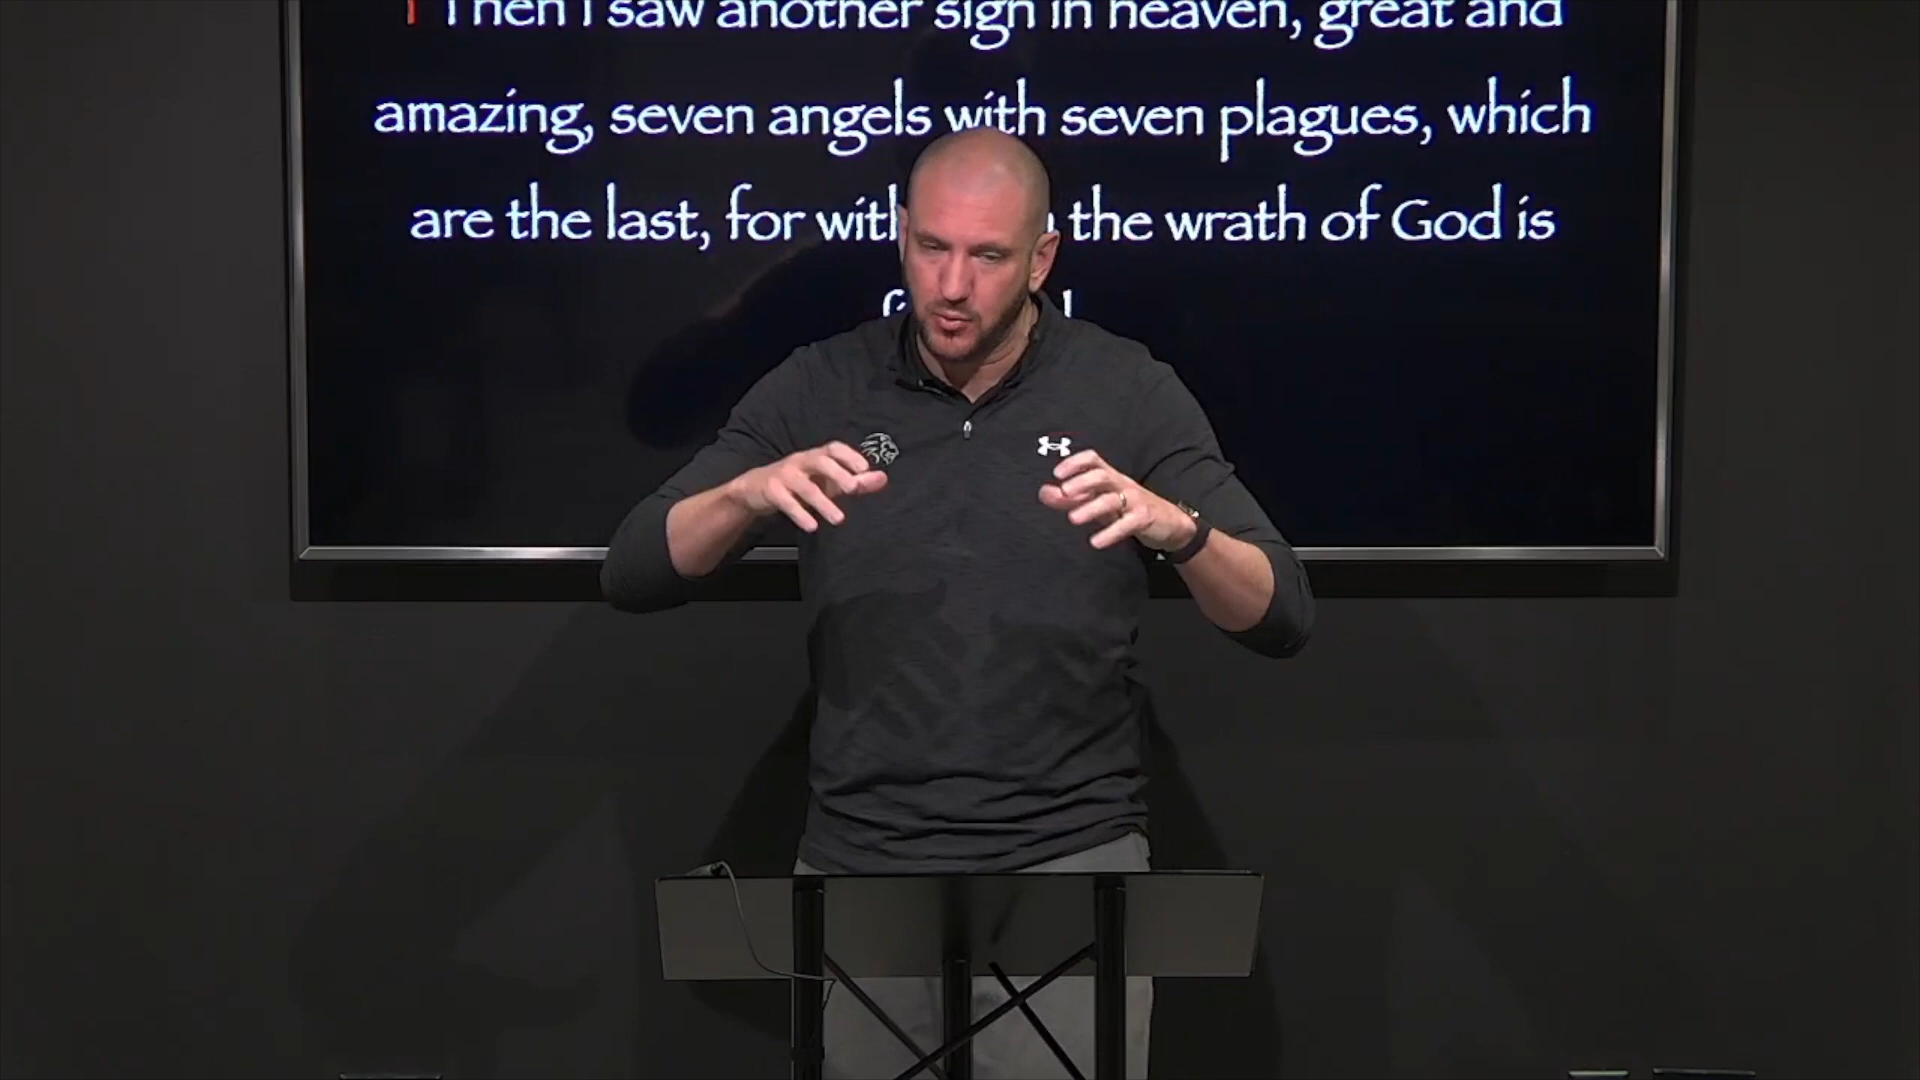 1 Then I saw another sign in heaven, great and
amazing, seven angels with seven plagues, which
are the last, for with the wrath of God is